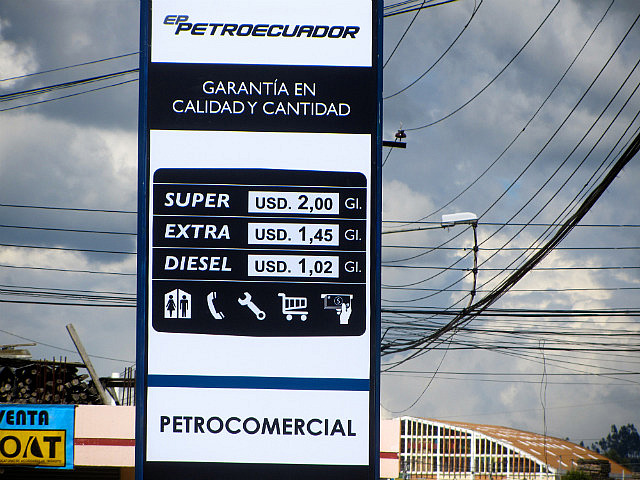 EP
PETROECUADOR
GARANTÍA EN
CALIDAD Y CANTIDAD
SUPER USD. 2,00 Gl.
EXTRA USD. 1,45 Gl.
DIESEL USD. 1,02 Gl.
PETROCOMERCIAL
VENTA